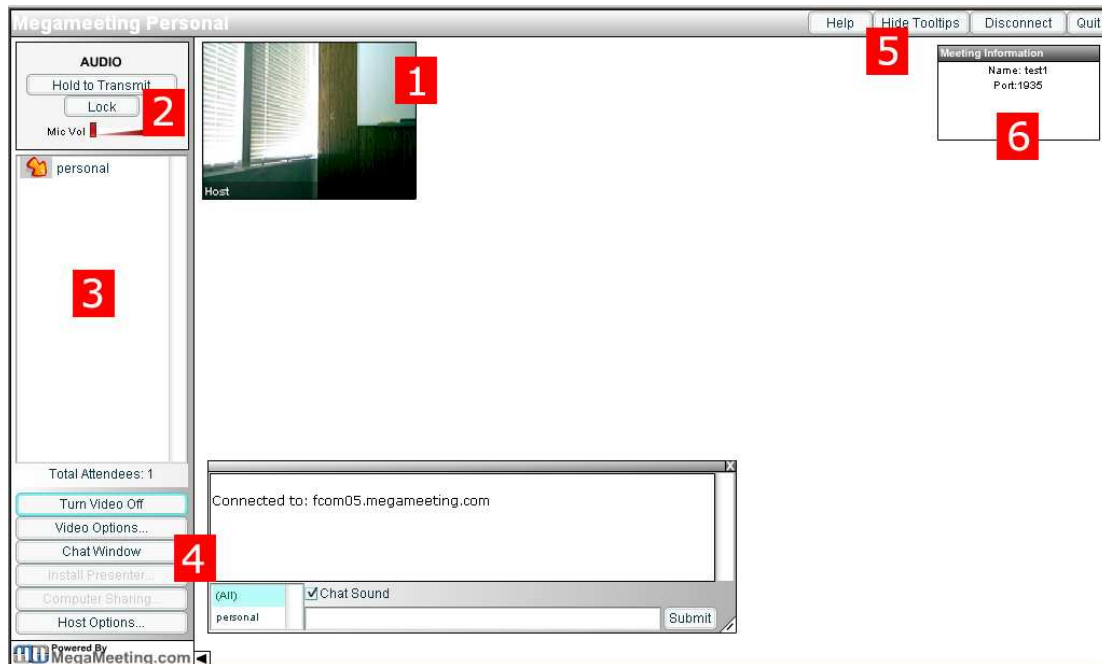 Megameeting Personal
Help
Hide Tooltips
Disconnect
Quit
5
AUDIO
Hold to Transmit
Lock
2
Mic Vol
1
Host
Meeting Information
Name: test1
Port:1935
6
personal
3
Total Attendees: 1
Turn Video Off
Video Options...
Chat Window
4
Install Presenter...
Computer Sharing...
Host Options...
Powered By
MegaMeeting.com
X
Connected to: fcom05.megameeting.com
(All)
personal
Chat Sound
Submit